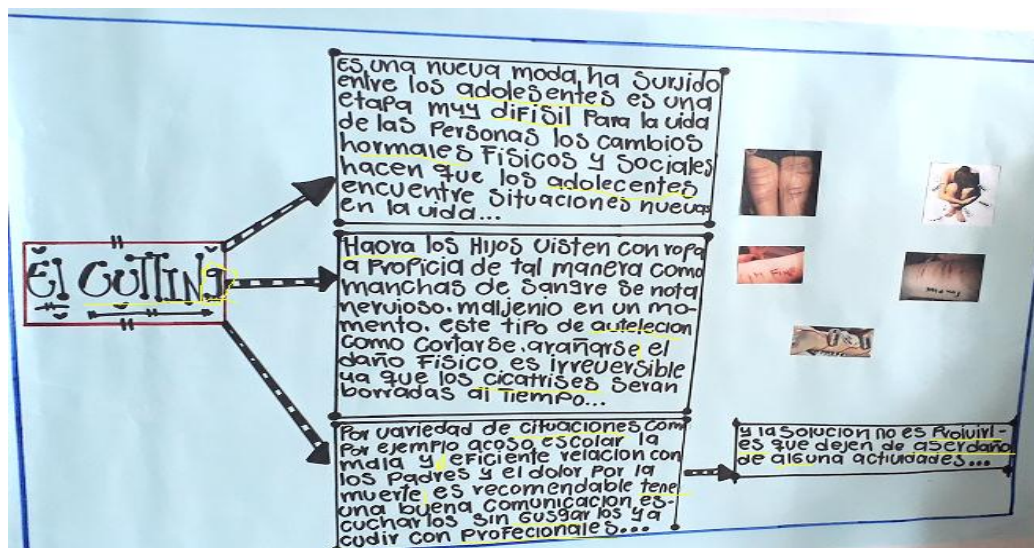 El CUTTINg
ES una nueva moda, ha Surjido
entre los adolesentes es una
etapa muy diFiSil Para la vida
de las Personas los cambios
hormales Fisicos y Sociales
hacen que los adolecentes
encuentre Situaciones nuevas
en la vida...
Haora los HIJOS Visten con ropa
a Propicia de tal manera como
manchas de Sangre se nota
nervioso. maljenio en un mo-
mento. este tipo de autelecion
como Cortarse. arañarse el
daño Fisico es irreversible
ya que los cicatrises Seran
borradas al Tiempo...
Por variedad de cituaciones com
Por ejemplo acoso escolar la
mala y eficiente relacion con
los Padres y el dolor Por la
muerte es recomendable tene
una buena comunicacion es-
cucharlos sin Gusgarlos y a
cudir con ProFecionales...
y la Solucion no es Proivirl-
es que dejen de aser daño
de alguna actiudades...